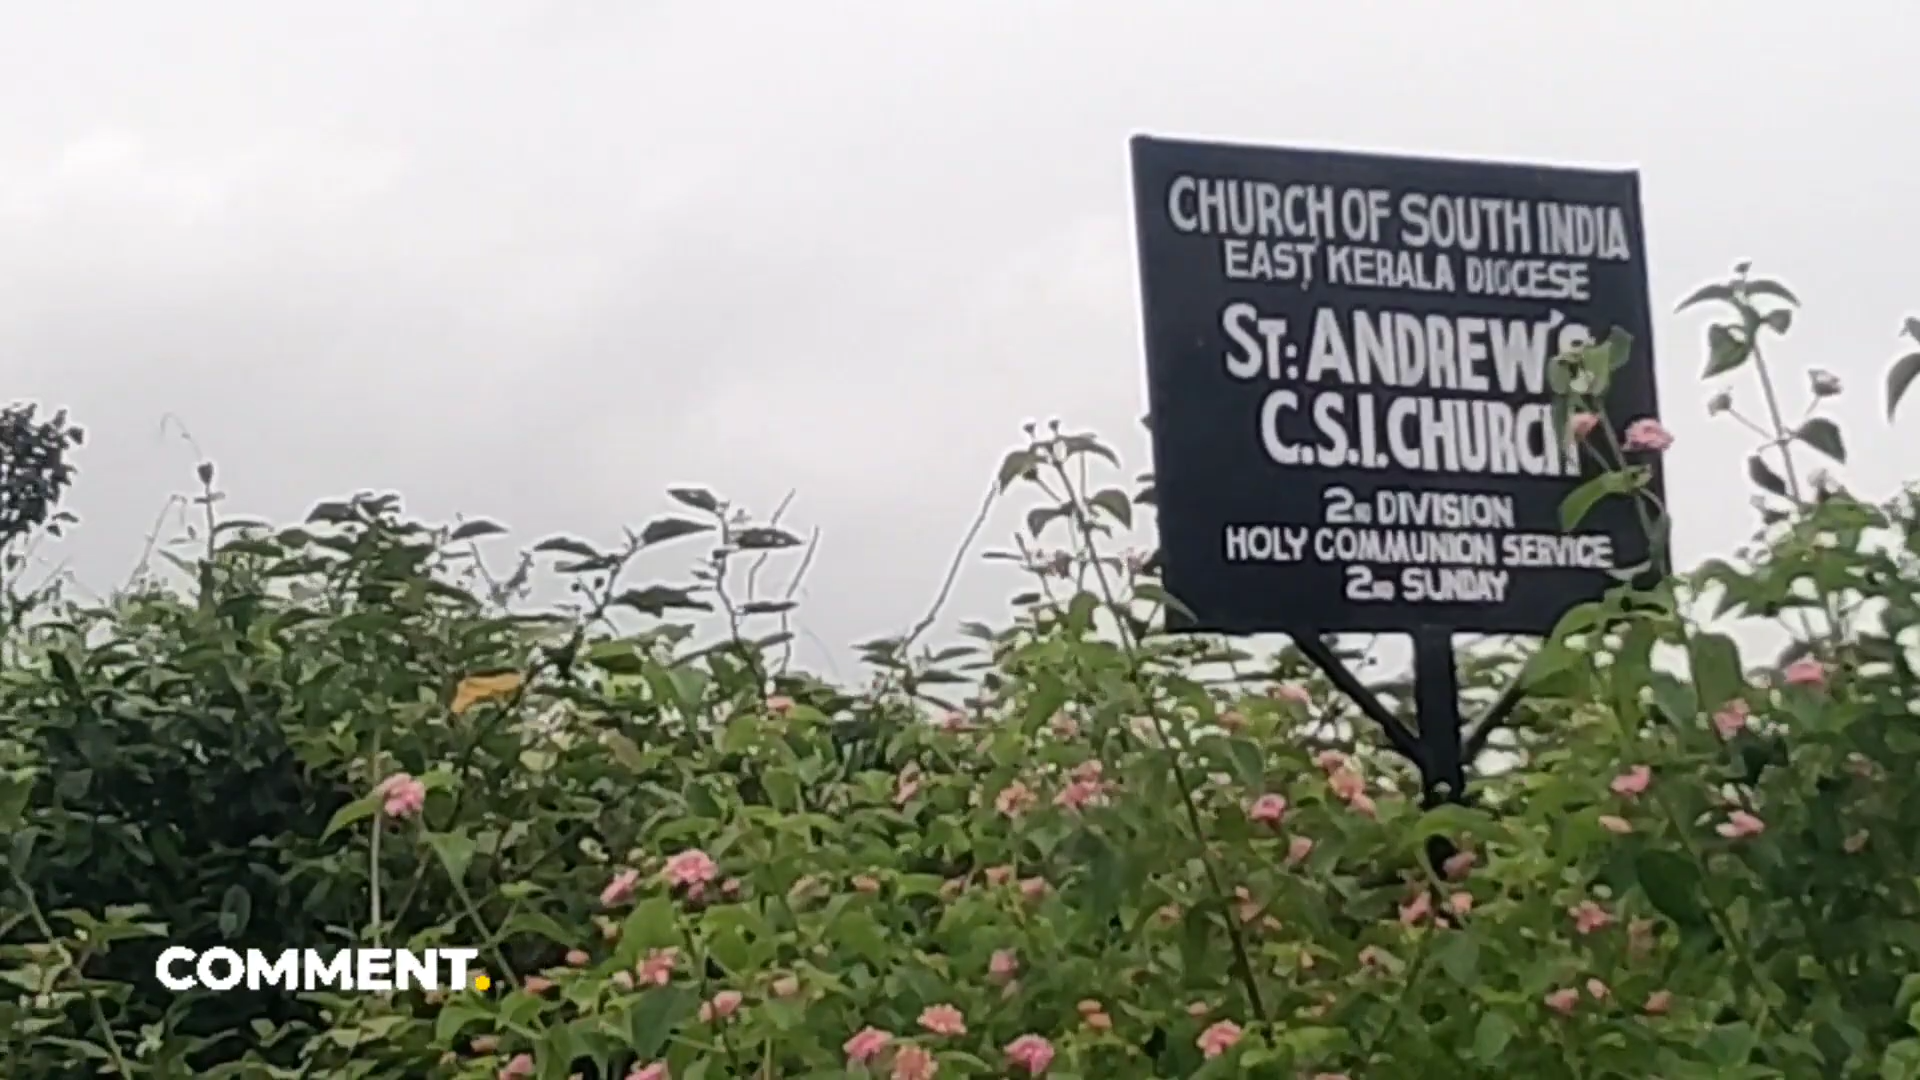 CHURCH OF SOUTH INDIA
EAST KERALA DIOCESE
ST: ANDREW'S
C.S.I. CHURCH
2ND DIVISION
HOLY COMMUNION SERVICE
2ND SUNDAY
COMMENT.